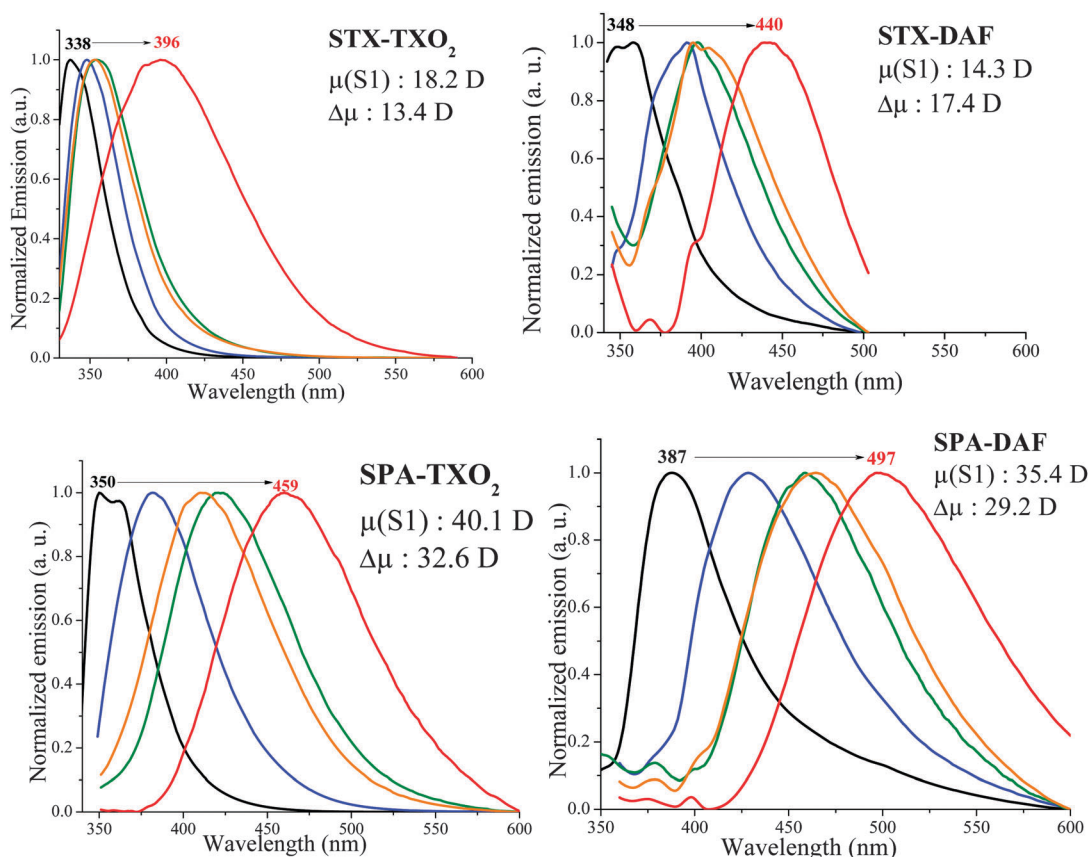 338
396
STX-TXO₂
μ(S1) : 18.2 D
Δμ : 13.4 D
Normalized Emission (a.u.)
1.0
0.8
0.6
0.4
0.2
0.0
350 400 450 500 550 600
Wavelength (nm)
348
440
STX-DAF
μ(S1) : 14.3 D
Δμ : 17.4 D
Normalized emission (a. u.)
1.0
0.8
0.6
0.4
0.2
0.0
350 400 450 500 550 600
Wavelength (nm)
350
459
SPA-TXO₂
μ(S1) : 40.1 D
Δμ : 32.6 D
Normalized emission (a. u.)
1.0
0.8
0.6
0.4
0.2
0.0
350 400 450 500 550 600
Wavelength (nm)
387
497
SPA-DAF
μ(S1) : 35.4 D
Δμ : 29.2 D
Normalized emission (a. u.)
1.0
0.8
0.6
0.4
0.2
0.0
350 400 450 500 550 600
Wavelength (nm)